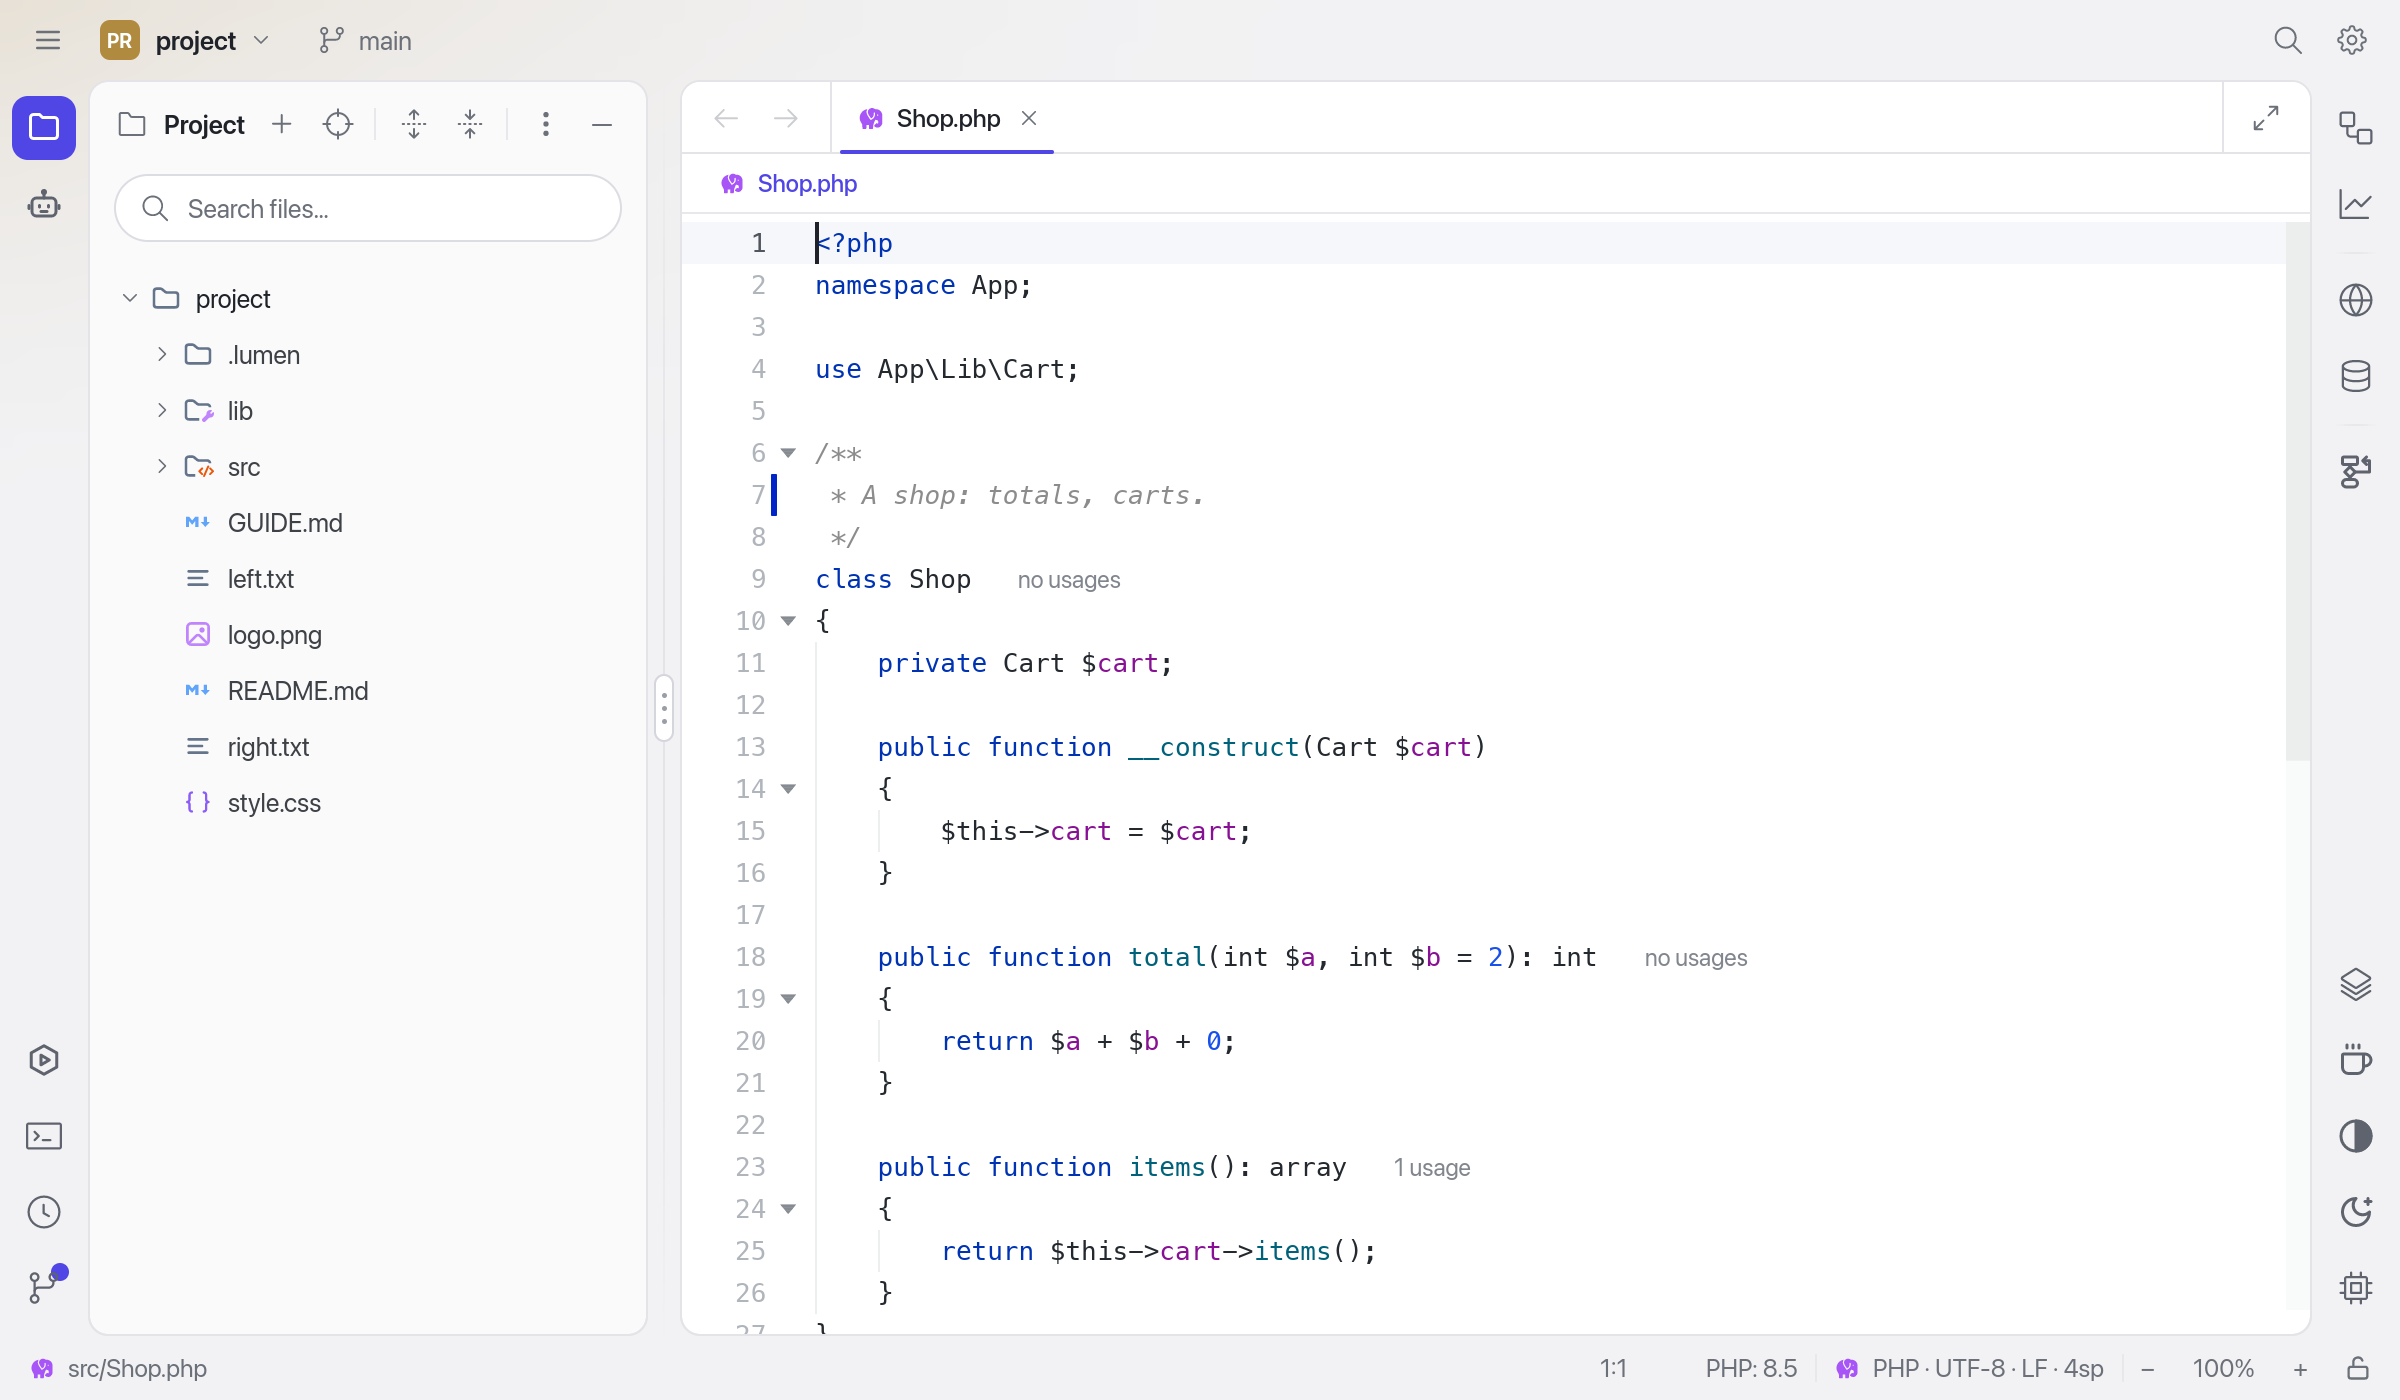 PR project main
Project
Search files...
project
.lumen
lib
src
GUIDE.md
left.txt
logo.png
README.md
right.txt
style.css
Shop.php
Shop.php
1 <?php
2 namespace App;
3
4 use App\Lib\Cart;
5
6 /**
7  * A shop: totals, carts.
8  */
9 class Shop no usages
10 {
11     private Cart $cart;
12
13     public function __construct(Cart $cart)
14     {
15         $this->cart = $cart;
16     }
17
18     public function total(int $a, int $b = 2): int no usages
19     {
20         return $a + $b + 0;
21     }
22
23     public function items(): array 1 usage
24     {
25         return $this->cart->items();
26     }
27 }
src/Shop.php 1:1 PHP: 8.5 PHP · UTF-8 · LF · 4sp − 100% +